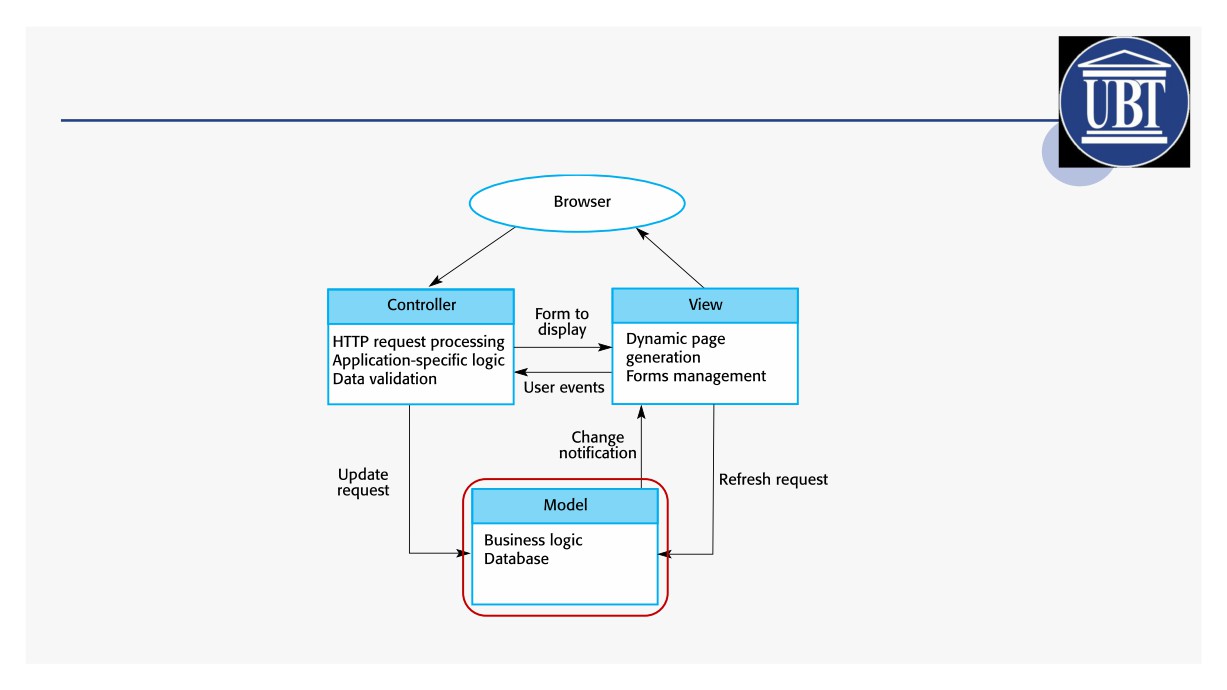 UBT
Browser
Controller
HTTP request processing
Application-specific logic
Data validation
Form to
display
User events
View
Dynamic page
generation
Forms management
Update
request
Change
notification
Refresh request
Model
Business logic
Database